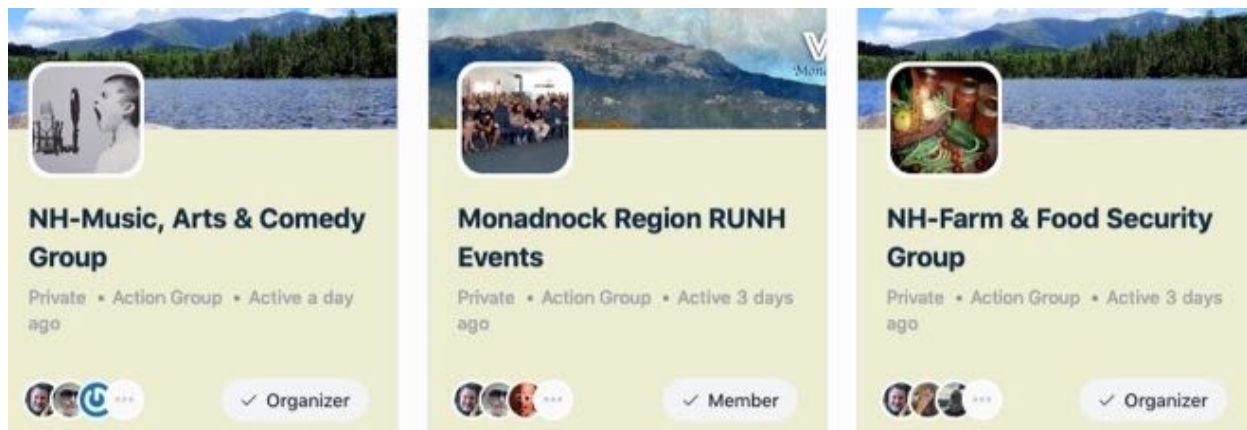 NH-Music, Arts & Comedy
Group
Private • Action Group • Active a day
ago
✓ Organizer
Monadnock Region RUNH
Events
Private • Action Group • Active 3 days
ago
✓ Member
NH-Farm & Food Security
Group
Private • Action Group • Active 3 days
ago
✓ Organizer